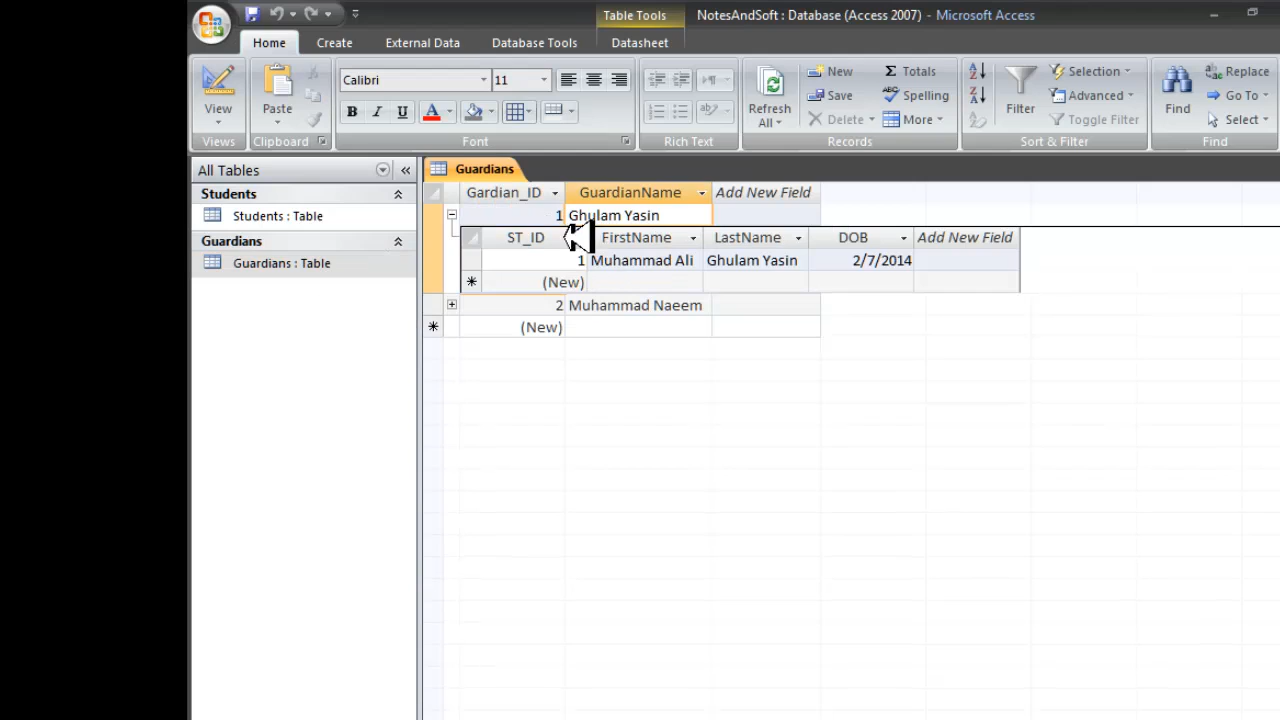 Table Tools
NotesAndSoft : Database (Access 2007) - Microsoft Access
Home Create External Data Database Tools Datasheet
View
Views
Paste
Clipboard
Calibri 11
B I U A
Font
Rich Text
Refresh All
New Totals
Save Spelling
Delete More
Records
Filter
Selection
Advanced
Toggle Filter
Sort & Filter
Find
Replace
Go To
Select
Find
All Tables
Students
Students : Table
Guardians
Guardians : Table
Guardians
Gardian_ID GuardianName Add New Field
1 Ghulam Yasin
ST_ID FirstName LastName DOB Add New Field
1 Muhammad Ali Ghulam Yasin 2/7/2014
(New)
2 Muhammad Naeem
(New)